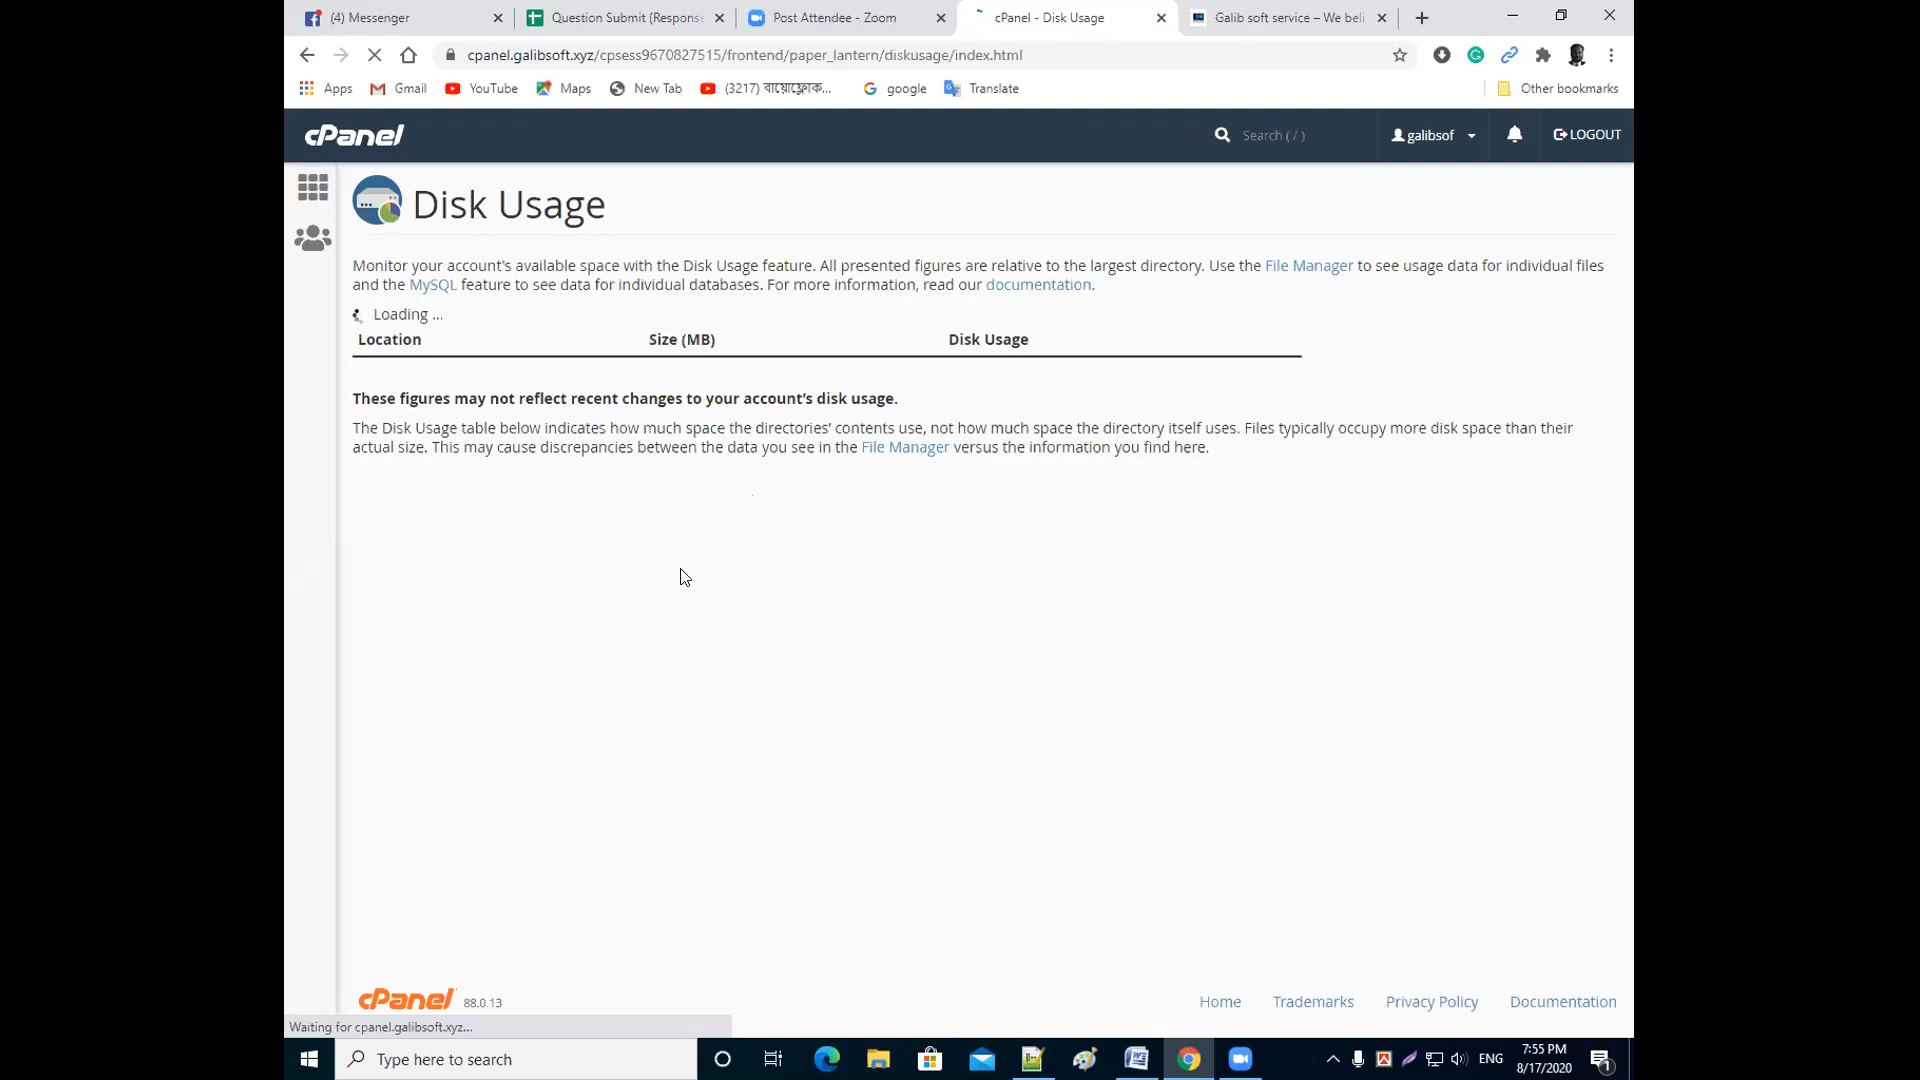 (4) Messenger
Question Submit (Respons
Post Attendee - Zoom
cPanel - Disk Usage
Galib soft service – We beli
cpanel.galibsoft.xyz/cpsess9670827515/frontend/paper_lantern/diskusage/index.html
Apps
Gmail
YouTube
Maps
New Tab
(3217) বায়োফ্লোক...
google
Translate
Other bookmarks
cPanel
Search ( / )
galibsof
LOGOUT
Disk Usage
Monitor your account's available space with the Disk Usage feature. All presented figures are relative to the largest directory. Use the File Manager to see usage data for individual files
and the MySQL feature to see data for individual databases. For more information, read our documentation.
Loading ...
Location Size (MB) Disk Usage
These figures may not reflect recent changes to your account’s disk usage.
The Disk Usage table below indicates how much space the directories’ contents use, not how much space the directory itself uses. Files typically occupy more disk space than their
actual size. This may cause discrepancies between the data you see in the File Manager versus the information you find here.
cPanel 88.0.13
Home
Trademarks
Privacy Policy
Documentation
Waiting for cpanel.galibsoft.xyz...
Type here to search
ENG
7:55 PM
8/17/2020
1